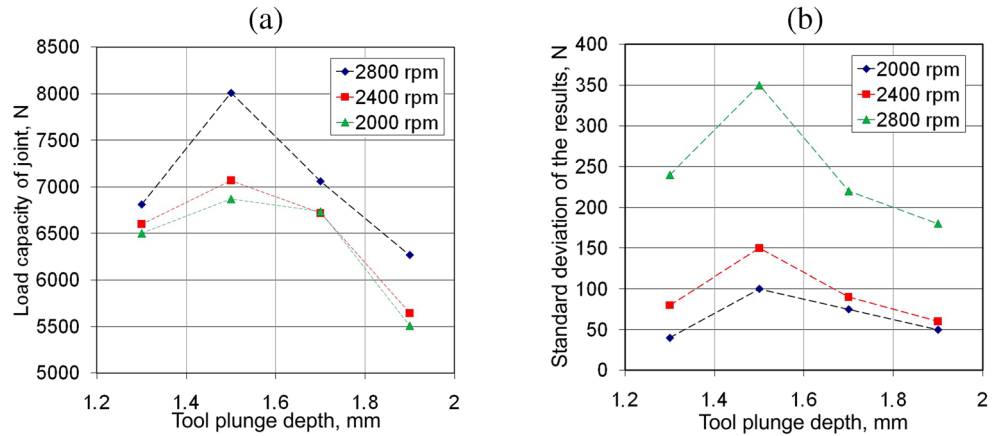 (a)
8500
8000
7500
7000
6500
6000
5500
5000
Load capacity of joint, N
2800 rpm
2400 rpm
2000 rpm
1.2 1.4 1.6 1.8 2
Tool plunge depth, mm
(b)
400
350
300
250
200
150
100
50
0
Standard deviation of the results, N
2000 rpm
2400 rpm
2800 rpm
1.2 1.4 1.6 1.8 2
Tool plunge depth, mm